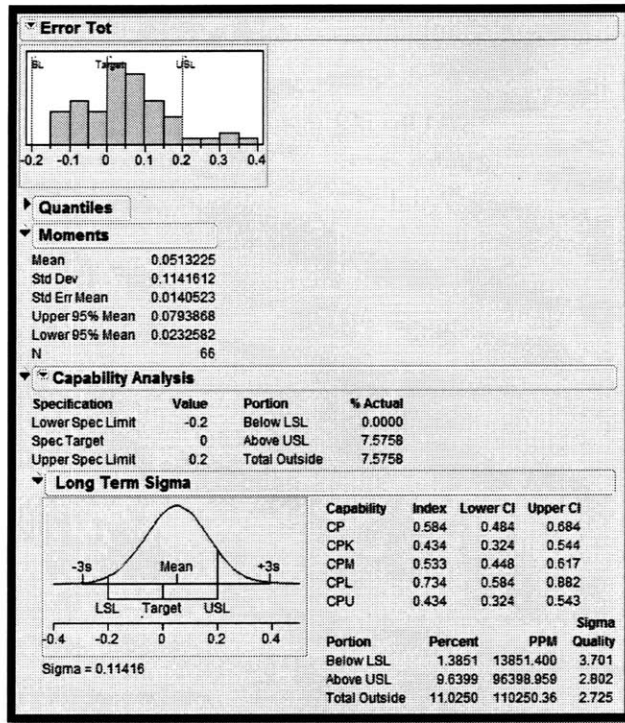 Error Tot
SL Target USL
-0.2 -0.1 0 0.1 0.2 0.3 0.4
Quantiles
Moments
Mean 0.0513225
Std Dev 0.1141612
Std Err Mean 0.0140523
Upper 95% Mean 0.0793868
Lower 95% Mean 0.0232582
N 66
Capability Analysis
Specification Value Portion % Actual
Lower Spec Limit -0.2 Below LSL 0.0000
Spec Target 0 Above USL 7.5758
Upper Spec Limit 0.2 Total Outside 7.5758
Long Term Sigma
-3s Mean +3s
LSL Target USL
-0.4 -0.2 0 0.2 0.4
Sigma = 0.11416
Capability Index Lower CI Upper CI
CP 0.584 0.484 0.684
CPK 0.434 0.324 0.544
CPM 0.533 0.448 0.617
CPL 0.734 0.584 0.882
CPU 0.434 0.324 0.543
Sigma
Portion Percent PPM Quality
Below LSL 1.3851 13851.400 3.701
Above USL 9.6399 96398.959 2.802
Total Outside 11.0250 110250.36 2.725